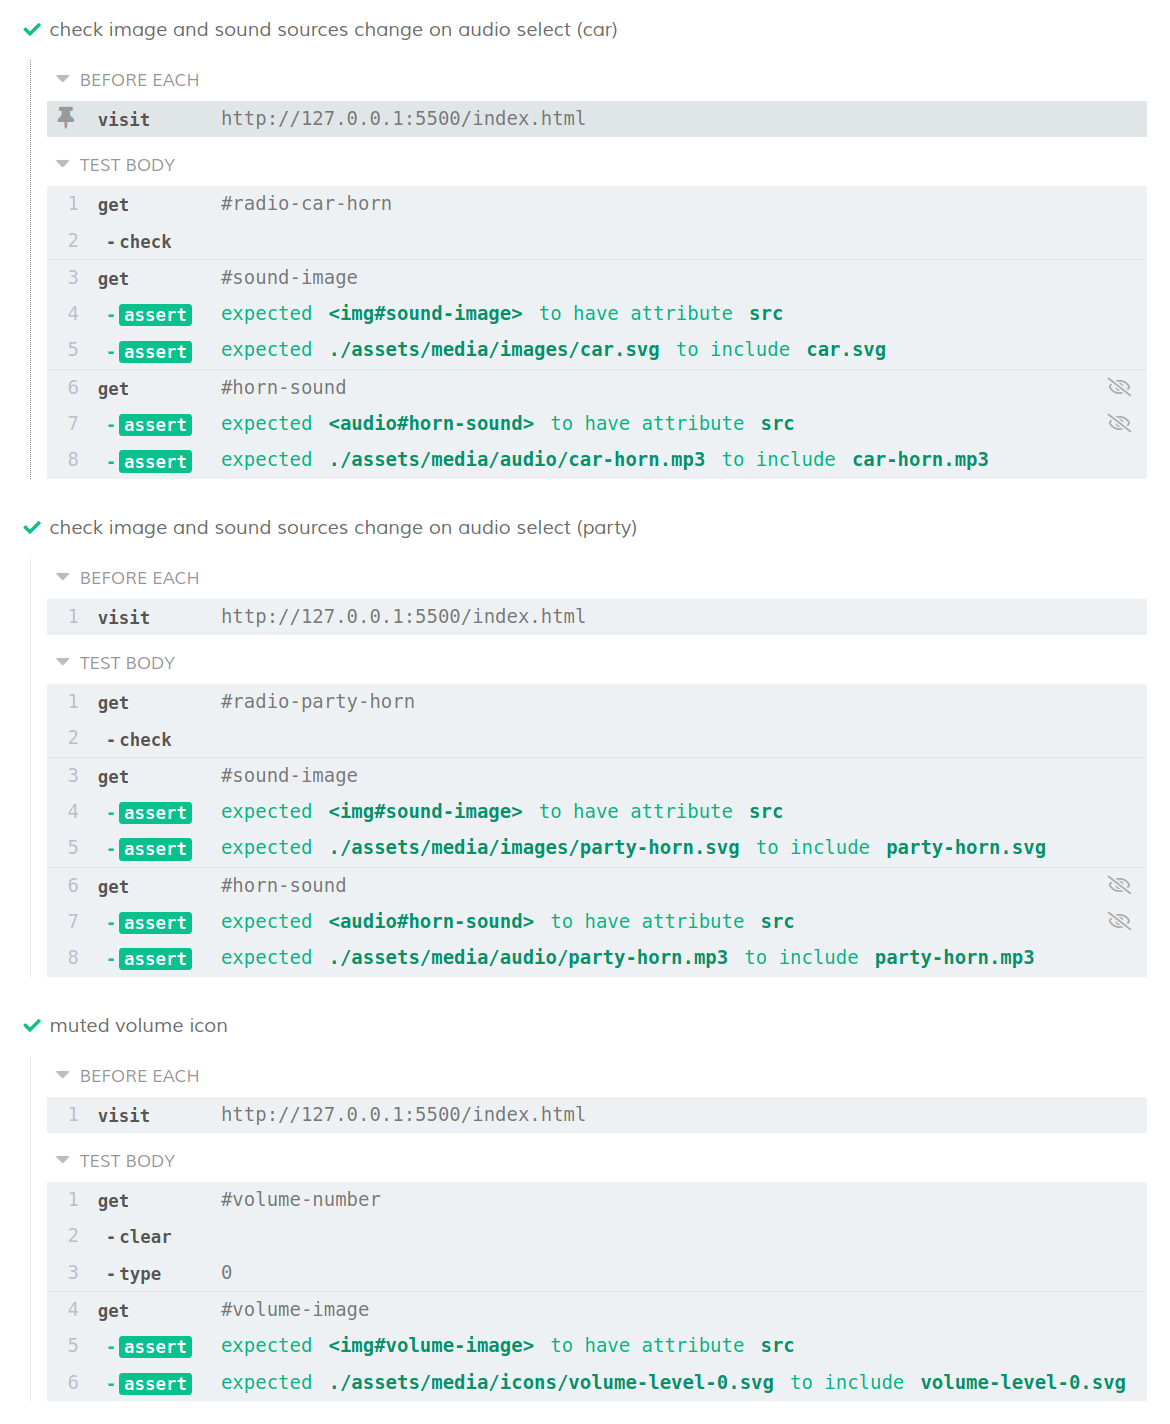 check image and sound sources change on audio select (car)
BEFORE EACH
visit http://127.0.0.1:5500/index.html
TEST BODY
1 get #radio-car-horn
2 -check
3 get #sound-image
4 -assert expected <img#sound-image> to have attribute src
5 -assert expected ./assets/media/images/car.svg to include car.svg
6 get #horn-sound
7 -assert expected <audio#horn-sound> to have attribute src
8 -assert expected ./assets/media/audio/car-horn.mp3 to include car-horn.mp3
check image and sound sources change on audio select (party)
BEFORE EACH
1 visit http://127.0.0.1:5500/index.html
TEST BODY
1 get #radio-party-horn
2 -check
3 get #sound-image
4 -assert expected <img#sound-image> to have attribute src
5 -assert expected ./assets/media/images/party-horn.svg to include party-horn.svg
6 get #horn-sound
7 -assert expected <audio#horn-sound> to have attribute src
8 -assert expected ./assets/media/audio/party-horn.mp3 to include party-horn.mp3
muted volume icon
BEFORE EACH
1 visit http://127.0.0.1:5500/index.html
TEST BODY
1 get #volume-number
2 -clear
3 -type 0
4 get #volume-image
5 -assert expected <img#volume-image> to have attribute src
6 -assert expected ./assets/media/icons/volume-level-0.svg to include volume-level-0.svg